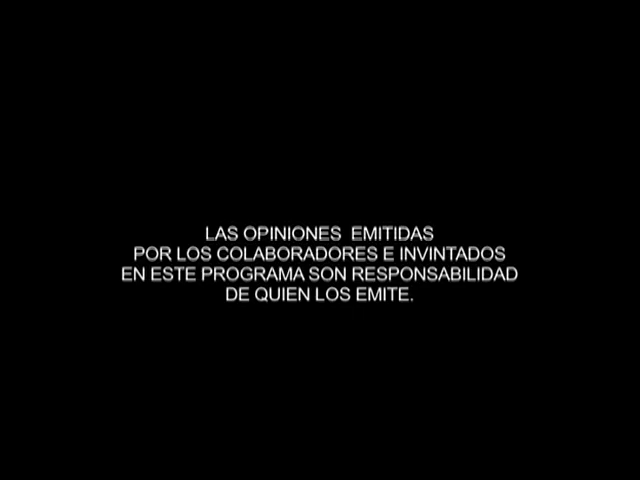 LAS OPINIONES  EMITIDAS
POR LOS COLABORADORES E INVINTADOS
EN ESTE PROGRAMA SON RESPONSABILIDAD
DE QUIEN LOS EMITE.